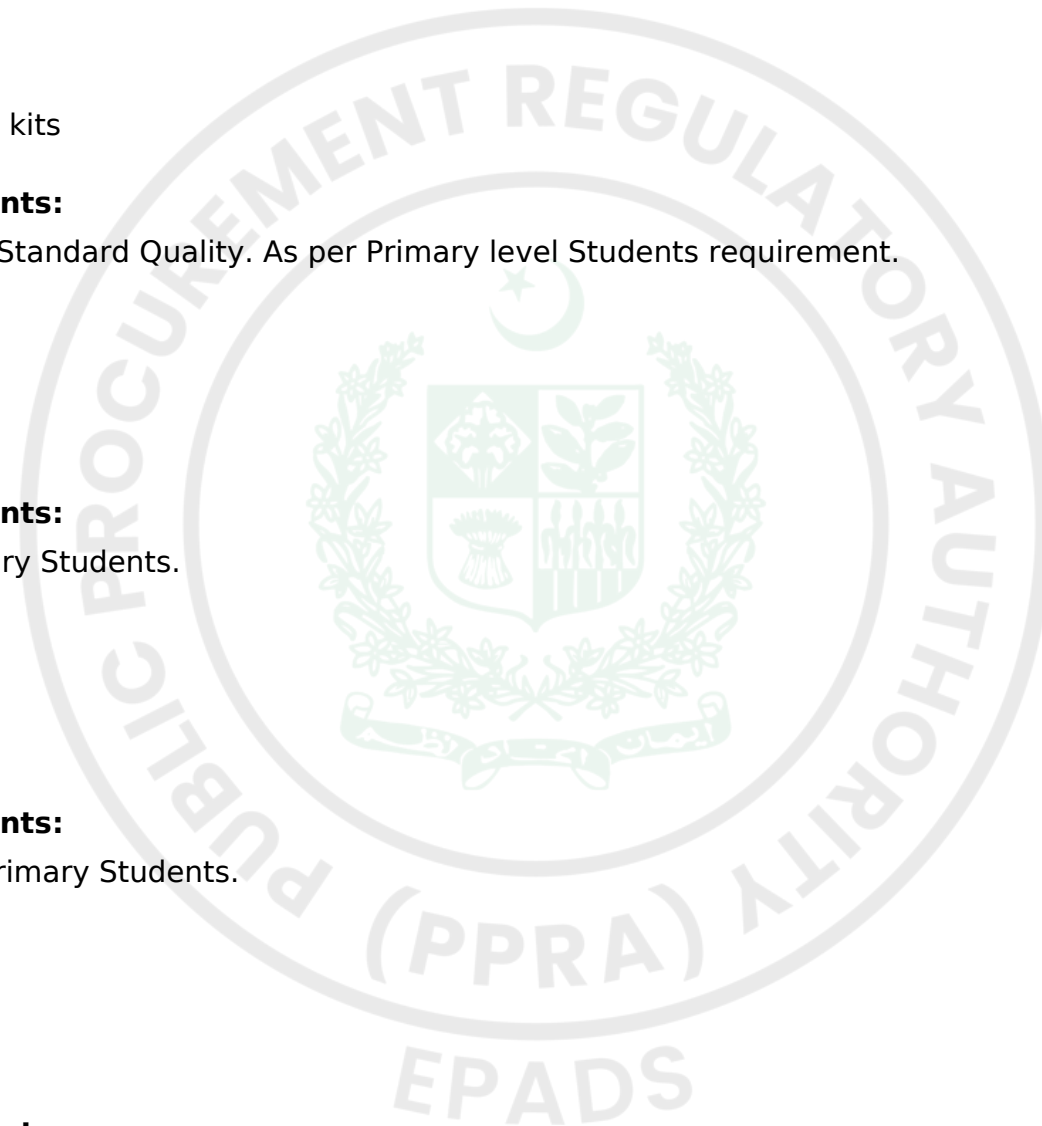 kits
nts:
Standard Quality. As per Primary level Students requirement.
nts:
ry Students.
nts:
rimary Students.
PUBLIC PROCUREMENT REGULATORY AUTHORITY
(PPRA)
EPADS